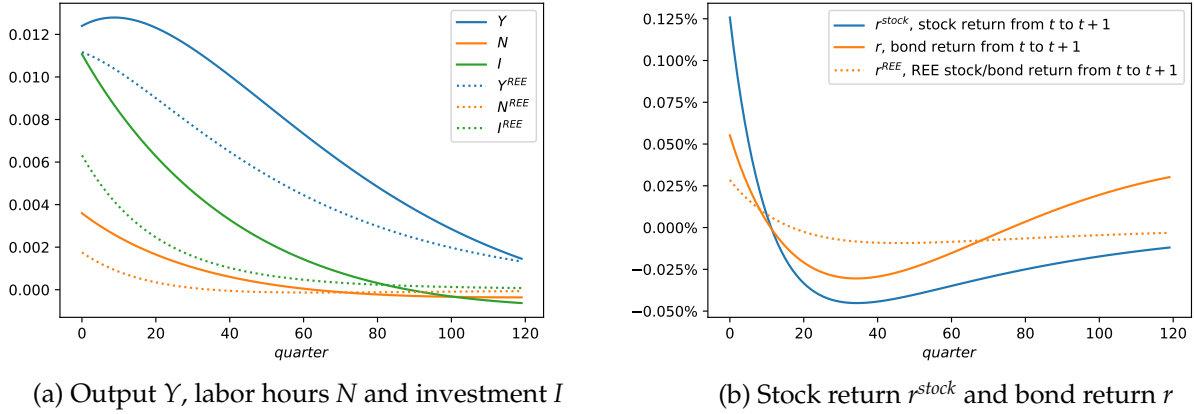 0.012
0.010
0.008
0.006
0.004
0.002
0.000
0 20 40 60 80 100 120
quarter
Y
N
I
Y^{REE}
N^{REE}
I^{REE}
(a) Output Y, labor hours N and investment I
0.125%
0.100%
0.075%
0.050%
0.025%
0.000%
−0.025%
−0.050%
0 20 40 60 80 100 120
quarter
r^{stock}, stock return from t to t + 1
r, bond return from t to t + 1
r^{REE}, REE stock/bond return from t to t + 1
(b) Stock return r^{stock} and bond return r